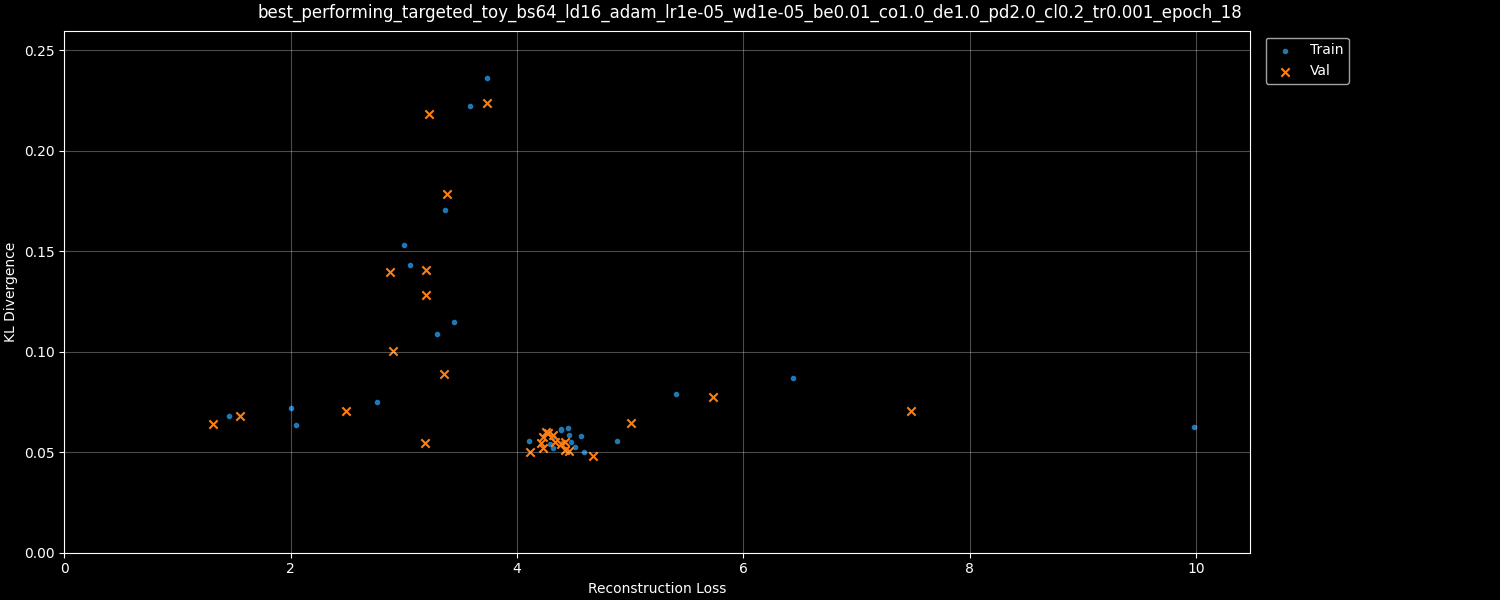 best_performing_targeted_toy_bs64_ld16_adam_lr1e-05_wd1e-05_be0.01_co1.0_de1.0_pd2.0_cl0.2_tr0.001_epoch_18
Train
Val
0.25
0.20
0.15
0.10
0.05
0.00
KL Divergence
0
2
4
6
8
10
Reconstruction Loss